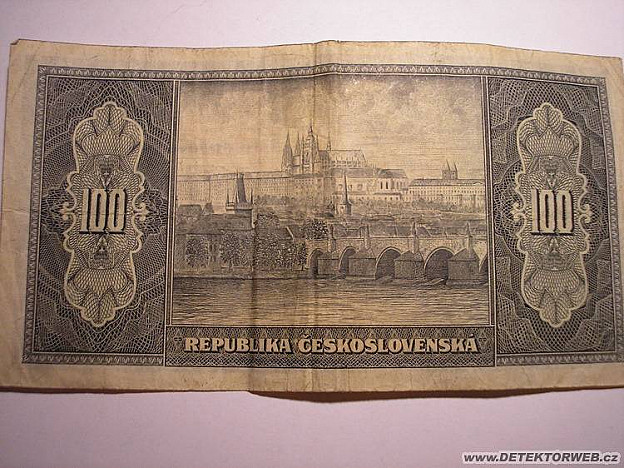 100 100
REPUBLIKA ČESKOSLOVENSKÁ
www.DETEKTORWEB.cz